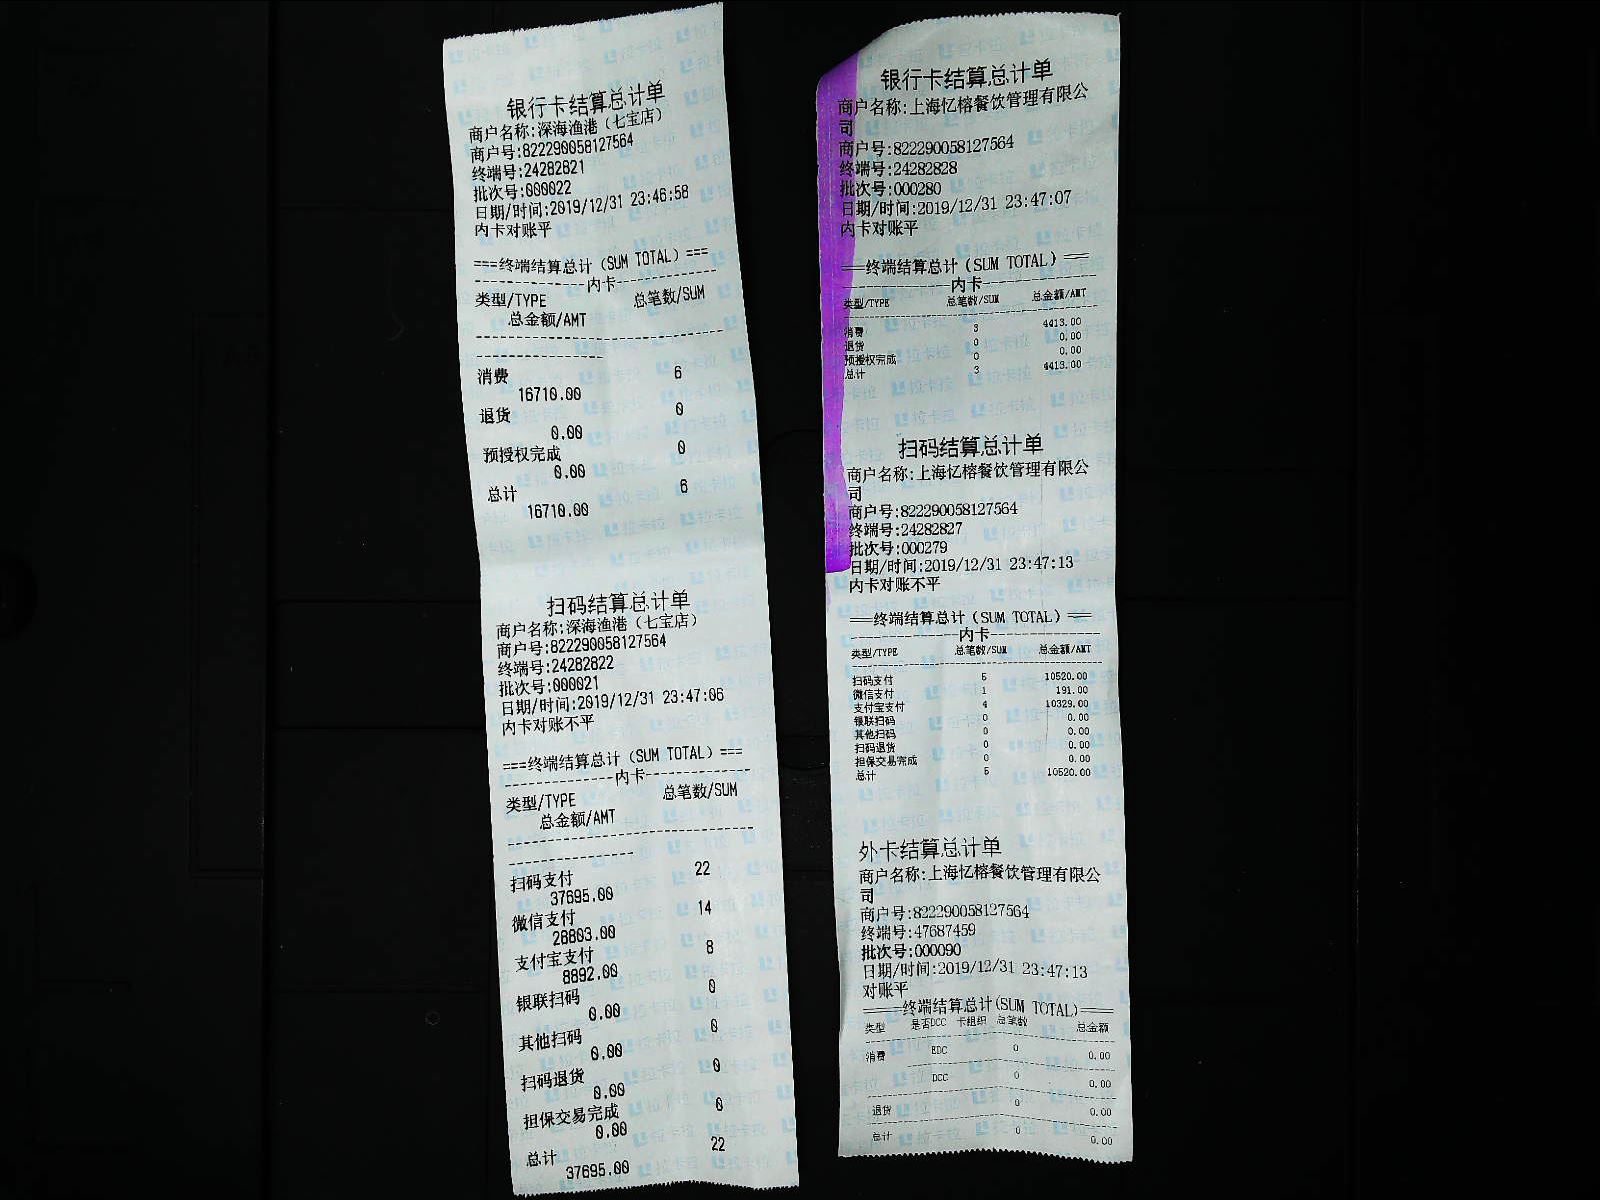 银行卡结算总计单
商户名称:深海渔港（七宝店）
商户号:822290058127564
终端号:24282821
批次号:000022
日期/时间:2019/12/31 23:46:58
内卡对账平
===终端结算总计（SUM TOTAL）===
内卡
类型/TYPE 总笔数/SUM
总金额/AMT
消费 6
16710.00
退货 0
0.00
预授权完成 0
0.00
总计 6
16710.00
扫码结算总计单
商户名称:深海渔港（七宝店）
商户号:822290058127564
终端号:24282822
批次号:000021
日期/时间:2019/12/31 23:47:06
内卡对账不平
===终端结算总计（SUM TOTAL）===
内卡
类型/TYPE 总笔数/SUM
总金额/AMT
扫码支付 22
37695.00
微信支付 14
28803.00
支付宝支付 8
8892.00
银联扫码 0
0.00
其他扫码 0
0.00
扫码退货 0
0.00
担保交易完成 0
0.00
总计 22
37695.00
银行卡结算总计单
商户名称:上海忆榕餐饮管理有限公
司
商户号:822290058127564
终端号:24282828
批次号:000280
日期/时间:2019/12/31 23:47:07
内卡对账平
===终端结算总计（SUM TOTAL）===
内卡
类型/TYPE 总笔数/SUM 总金额/AMT
消费 3 4413.00
退货 0 0.00
预授权完成 0 0.00
总计 3 4413.00
扫码结算总计单
商户名称:上海忆榕餐饮管理有限公
司
商户号:822290058127564
终端号:24282827
批次号:000279
日期/时间:2019/12/31 23:47:13
内卡对账不平
===终端结算总计（SUM TOTAL）===
内卡
类型/TYPE 总笔数/SUM 总金额/AMT
扫码支付 5 10520.00
微信支付 1 191.00
支付宝支付 4 10329.00
银联扫码 0 0.00
其他扫码 0 0.00
扫码退货 0 0.00
担保交易完成 0 0.00
总计 5 10520.00
外卡结算总计单
商户名称:上海忆榕餐饮管理有限公
司
商户号:822290058127564
终端号:47687459
批次号:000090
日期/时间:2019/12/31 23:47:13
对账平
=====终端结算总计(SUM TOTAL)=====
类型 是否DCC 卡组织 总笔数 总金额
消费 EDC 0 0.00
DCC 0 0.00
退货 0 0.00
总计 0 0.00